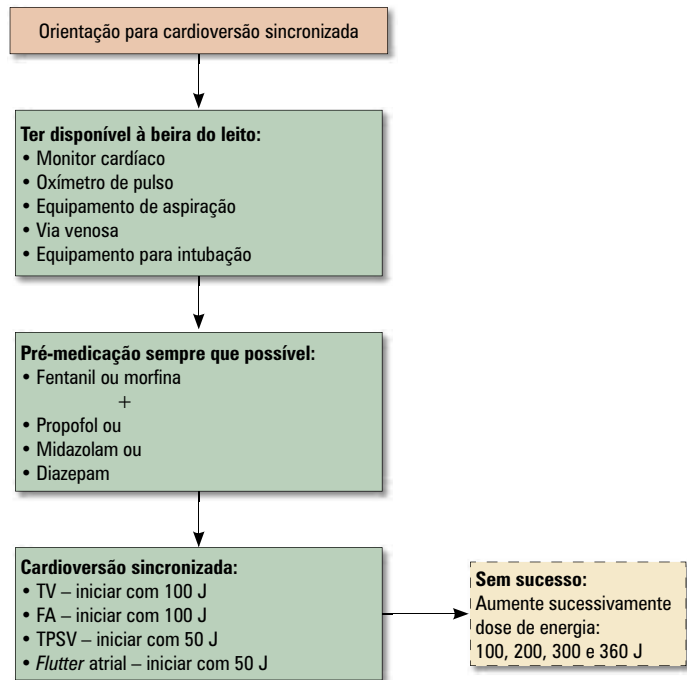 Orientação para cardioversão sincronizada
Ter disponível à beira do leito:
• Monitor cardíaco
• Oxímetro de pulso
• Equipamento de aspiração
• Via venosa
• Equipamento para intubação
Pré-medicação sempre que possível:
• Fentanil ou morfina
+
• Propofol ou
• Midazolam ou
• Diazepam
Cardioversão sincronizada:
• TV – iniciar com 100 J
• FA – iniciar com 100 J
• TPSV – iniciar com 50 J
• Flutter atrial – iniciar com 50 J
Sem sucesso:
Aumente sucessivamente
dose de energia:
100, 200, 300 e 360 J